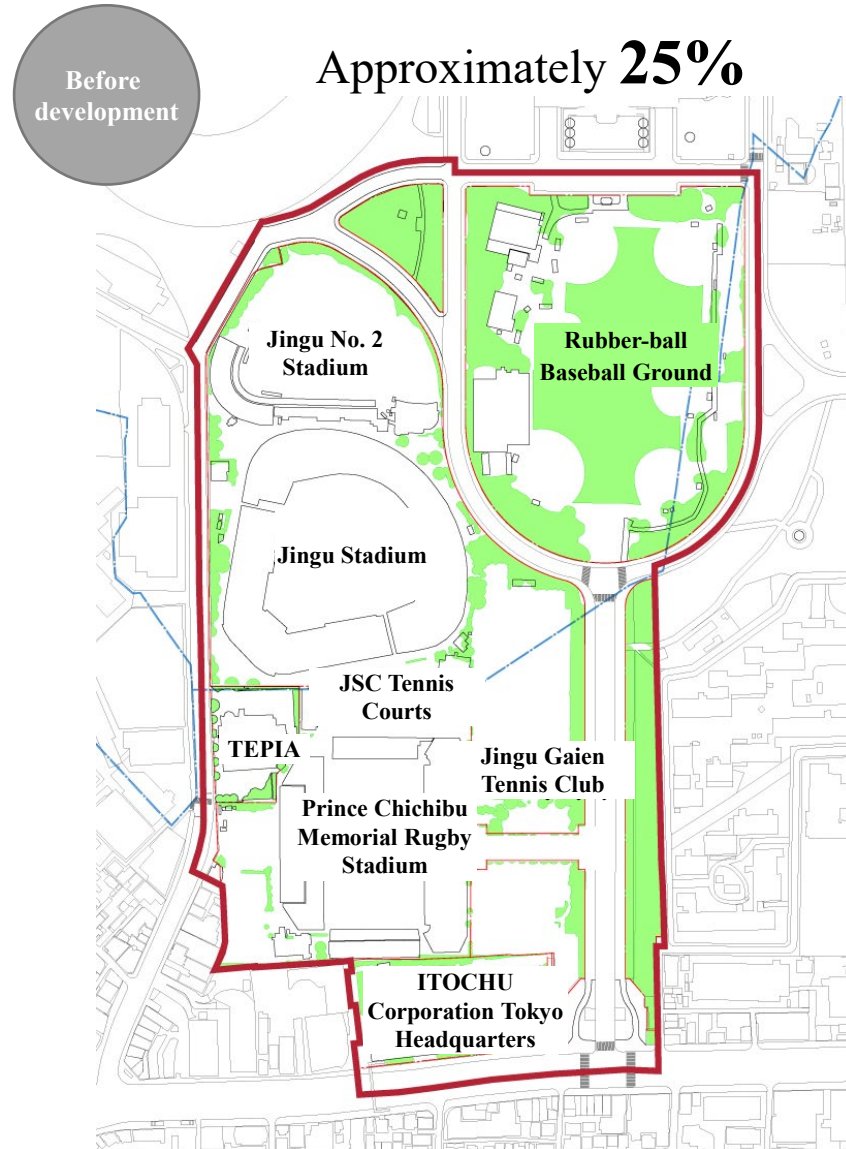 Before
development
Approximately 25%
Jingu No. 2
Stadium
Rubber-ball
Baseball Ground
Jingu Stadium
JSC Tennis
Courts
TEPIA
Jingu Gaien
Tennis Club
Prince Chichibu
Memorial Rugby
Stadium
ITOCHU
Corporation Tokyo
Headquarters